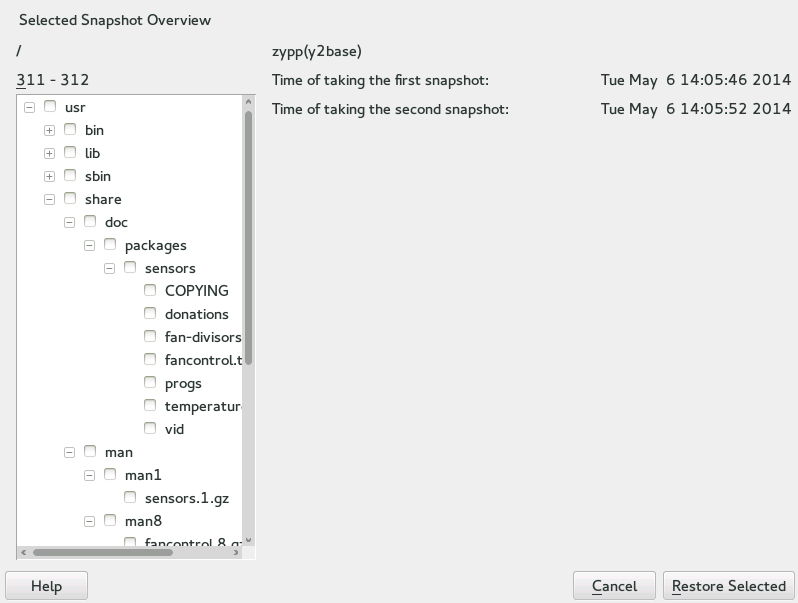 Selected Snapshot Overview
/
zypp(y2base)
311 - 312
Time of taking the first snapshot: Tue May 6 14:05:46 2014
Time of taking the second snapshot: Tue May 6 14:05:52 2014
usr
bin
lib
sbin
share
doc
packages
sensors
COPYING
donations
fan-divisors
fancontrol.t
progs
temperature
vid
man
man1
sensors.1.gz
man8
fancontrol.8.gz
Help
Cancel
Restore Selected